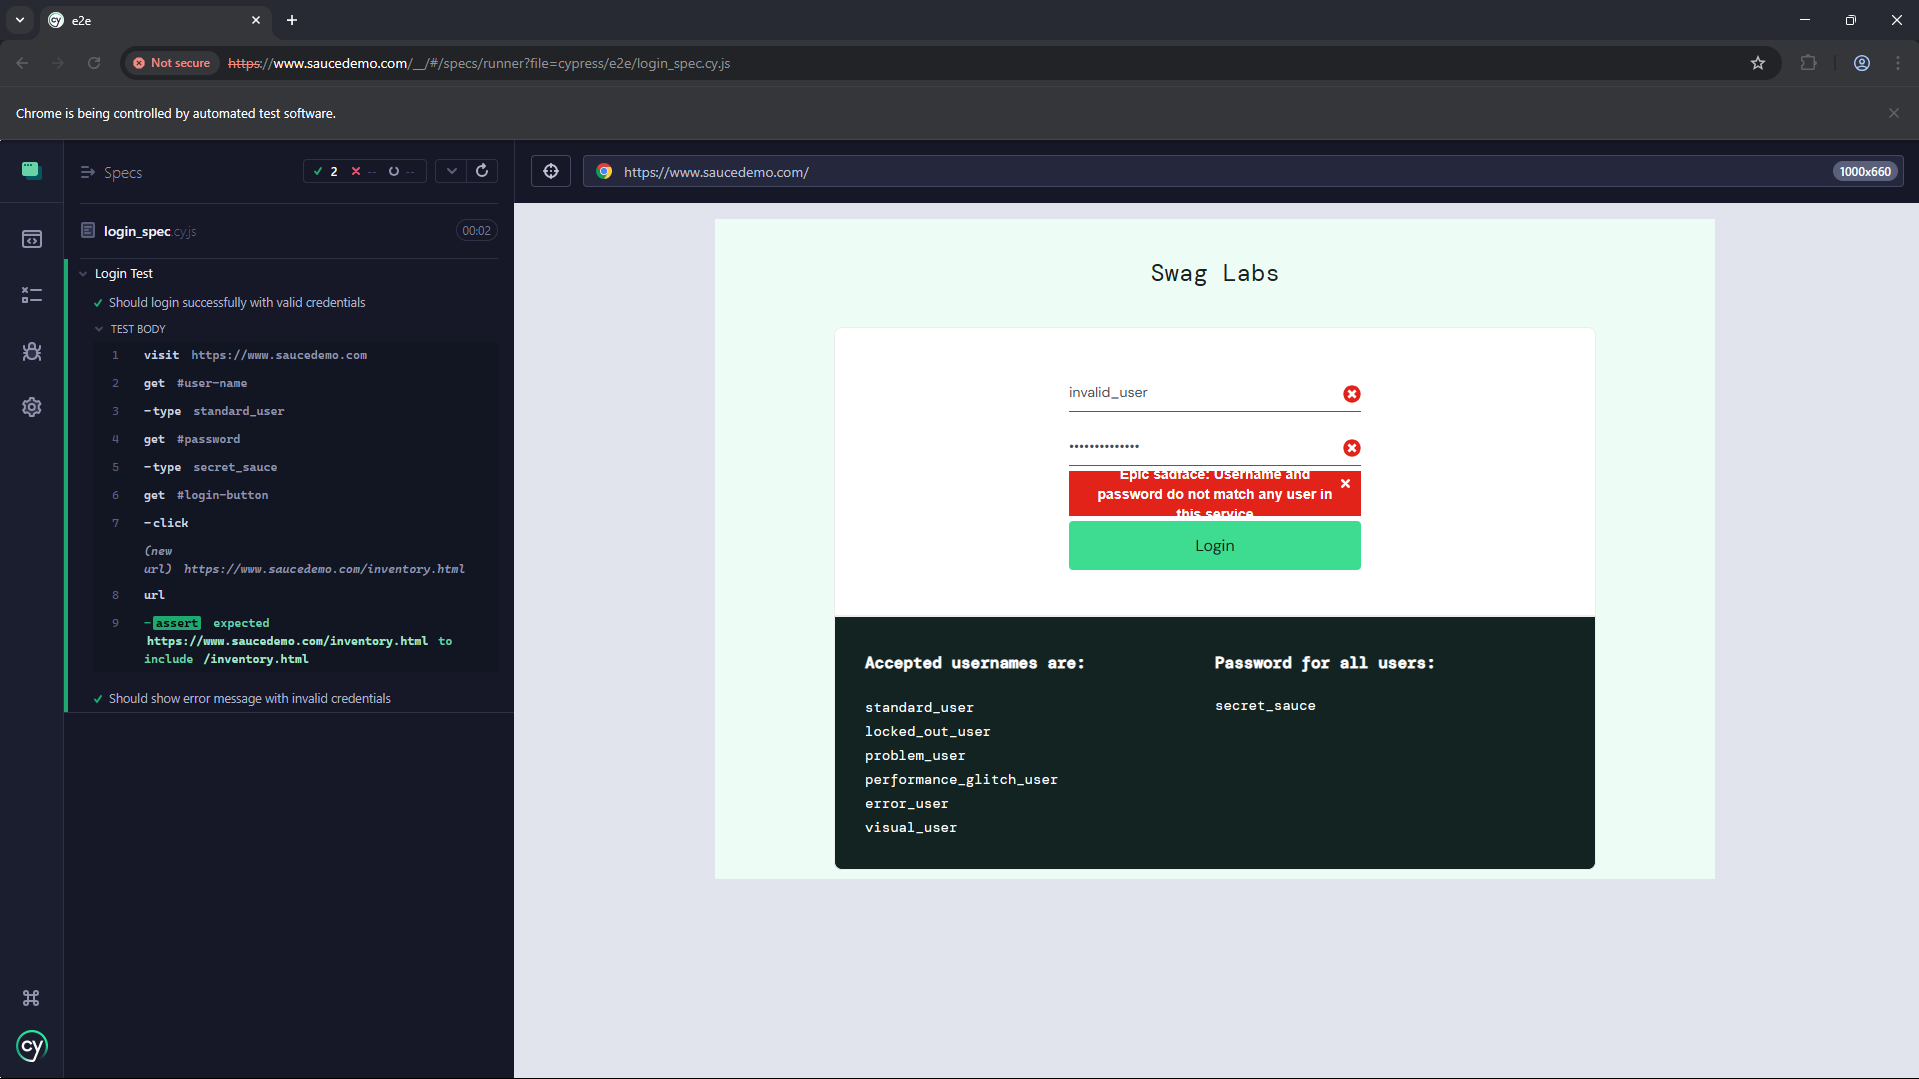 e2e
Not secure
https://www.saucedemo.com/__/#/specs/runner?file=cypress/e2e/login_spec.cy.js
Chrome is being controlled by automated test software.
Specs
2 -- --
login_spec.cy.js
00:02
Login Test
Should login successfully with valid credentials
TEST BODY
1 visit https://www.saucedemo.com
2 get #user-name
3 -type standard_user
4 get #password
5 -type secret_sauce
6 get #login-button
7 -click
(new
url) https://www.saucedemo.com/inventory.html
8 url
9 -assert expected
https://www.saucedemo.com/inventory.html to
include /inventory.html
Should show error message with invalid credentials
cy
https://www.saucedemo.com/
1000x660
Swag Labs
invalid_user
••••••••••••••
Epic sadface: Username and
password do not match any user in
this service
Login
Accepted usernames are:
standard_user
locked_out_user
problem_user
performance_glitch_user
error_user
visual_user
Password for all users:
secret_sauce